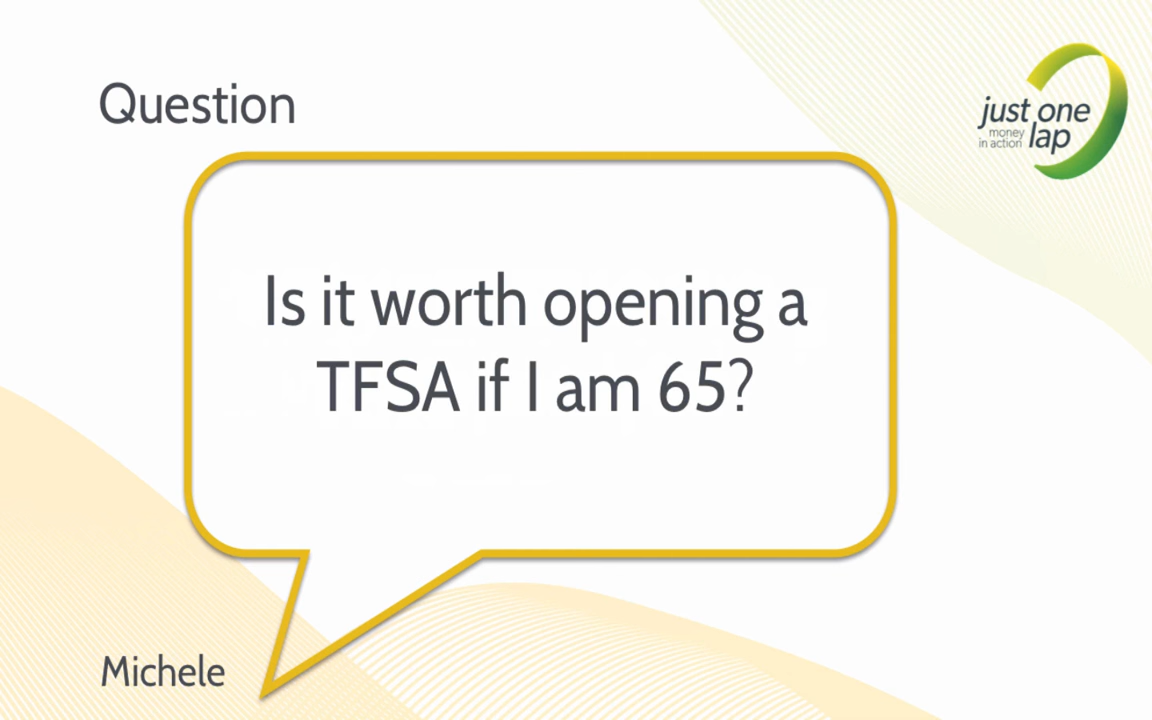 Question
just one
money
in action lap
Is it worth opening a
TFSA if I am 65?
Michele